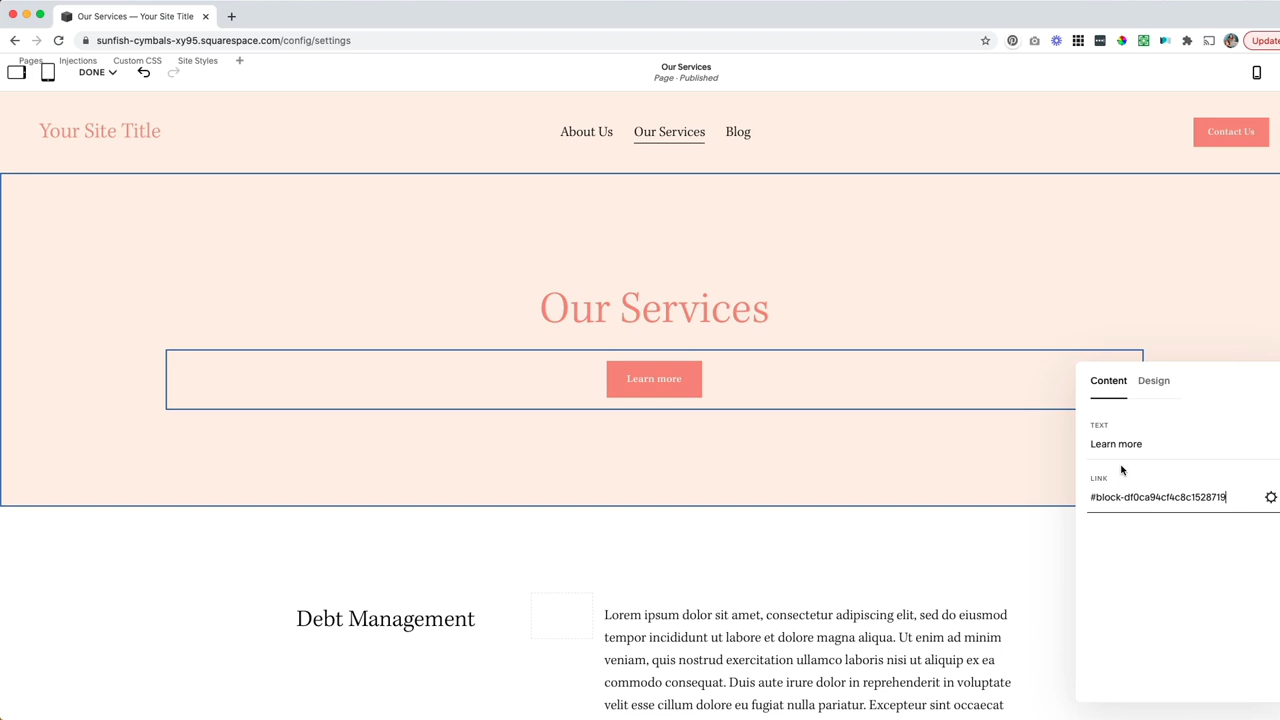 Our Services — Your Site Title
sunfish-cymbals-xy95.squarespace.com/config/settings
Update
Pages Injections Custom CSS Site Styles
DONE
Our Services
Page · Published
Your Site Title
About Us Our Services Blog
Contact Us
Our Services
Learn more
Content Design
TEXT
Learn more
LINK
#block-df0ca94cf4c8c1528719
Debt Management
Lorem ipsum dolor sit amet, consectetur adipiscing elit, sed do eiusmod
tempor incididunt ut labore et dolore magna aliqua. Ut enim ad minim
veniam, quis nostrud exercitation ullamco laboris nisi ut aliquip ex ea
commodo consequat. Duis aute irure dolor in reprehenderit in voluptate
velit esse cillum dolore eu fugiat nulla pariatur. Excepteur sint occaecat